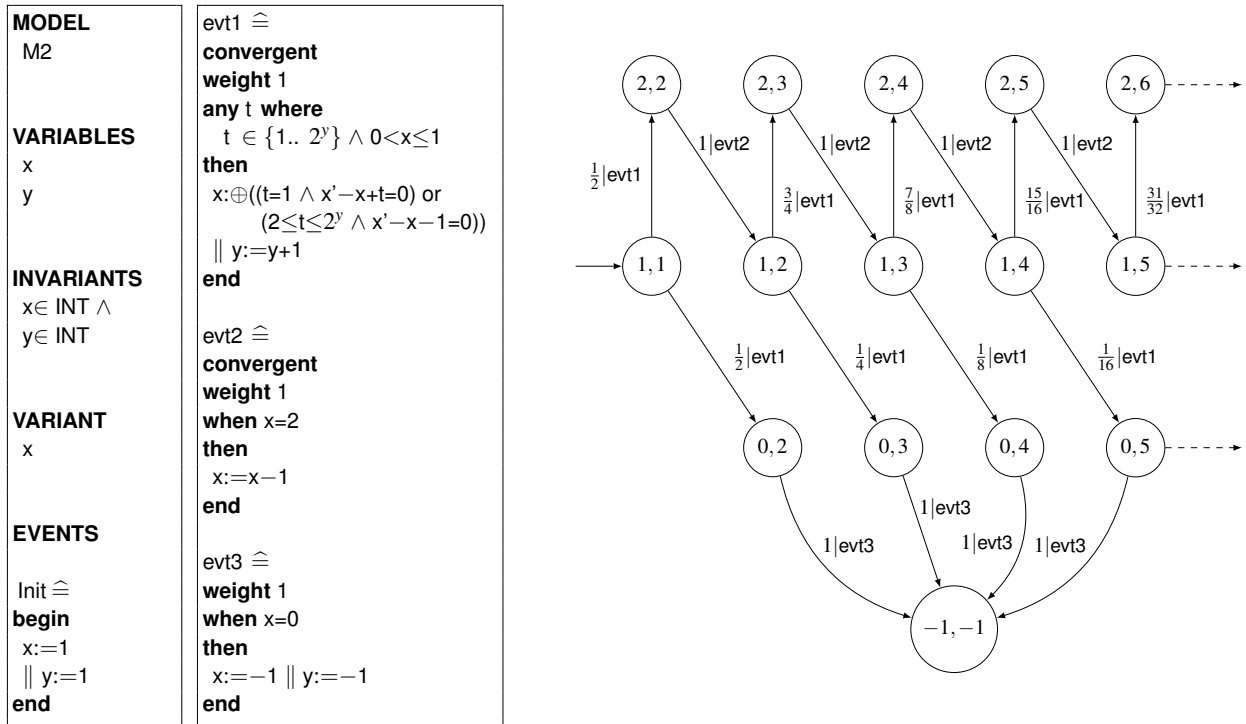 MODEL
M2
VARIABLES
x
y
INVARIANTS
x∈ INT ∧
y∈ INT
VARIANT
x
EVENTS
Init ≙
begin
x:=1
‖ y:=1
end
evt1 ≙
convergent
weight 1
any t where
t ∈ {1.. 2^y} ∧ 0<x≤1
then
x:⊕((t=1 ∧ x'−x+t=0) or
(2≤t≤2^y ∧ x'−x−1=0))
‖ y:=y+1
end
evt2 ≙
convergent
weight 1
when x=2
then
x:=x−1
end
evt3 ≙
weight 1
when x=0
then
x:=−1 ‖ y:=−1
end
2,2 2,3 2,4 2,5 2,6
1|evt2 1|evt2 1|evt2 1|evt2
1/2|evt1 3/4|evt1 7/8|evt1 15/16|evt1 31/32|evt1
1,1 1,2 1,3 1,4 1,5
1/2|evt1 1/4|evt1 1/8|evt1 1/16|evt1
0,2 0,3 0,4 0,5
1|evt3 1|evt3 1|evt3 1|evt3
−1,−1